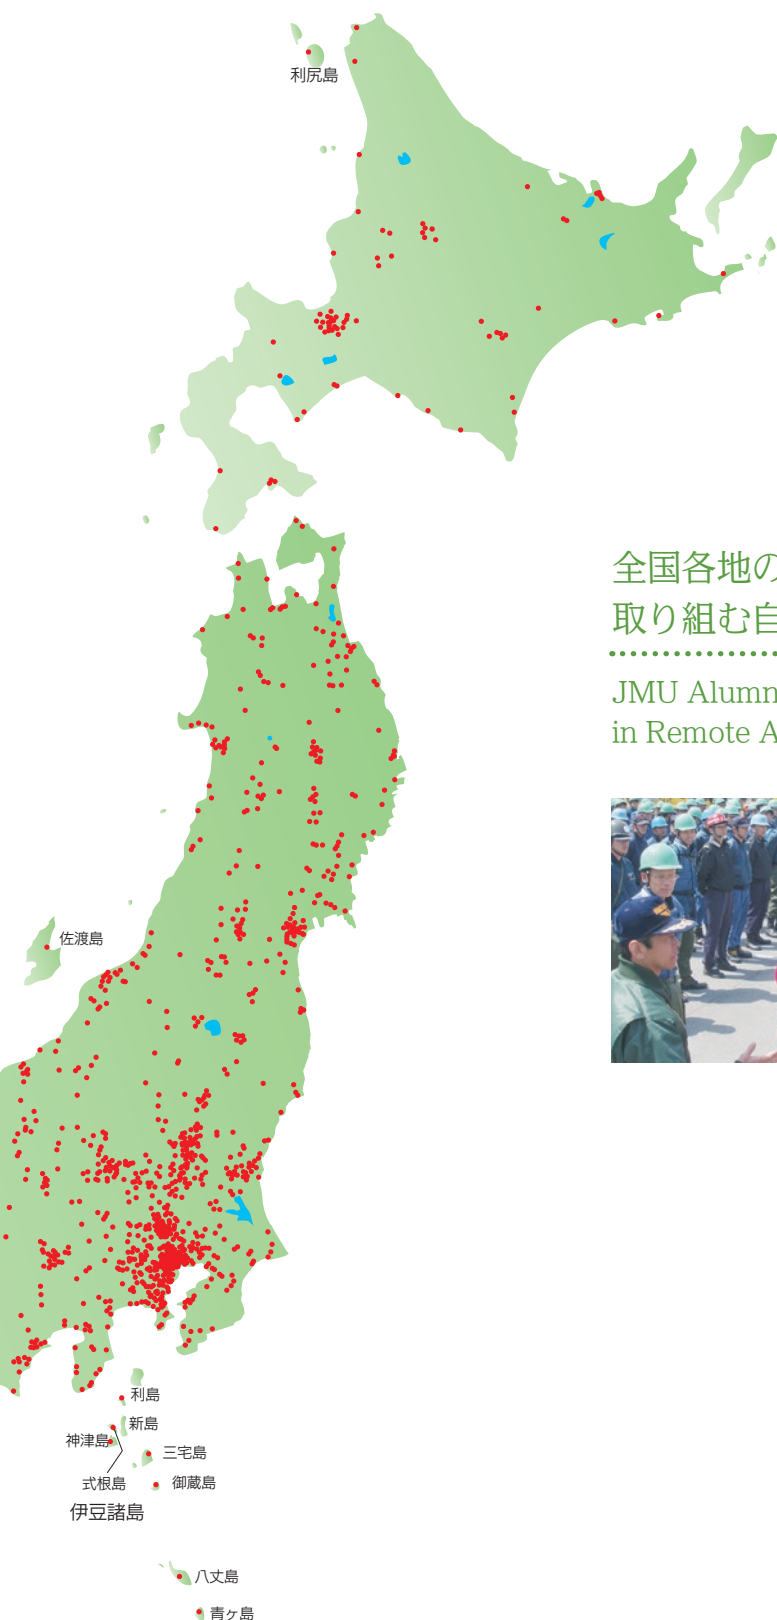 利尻島
全国各地の
取り組む自
JMU Alumn
in Remote A
佐渡島
利島
新島
神津島
三宅島
式根島
御蔵島
伊豆諸島
八丈島
青ヶ島